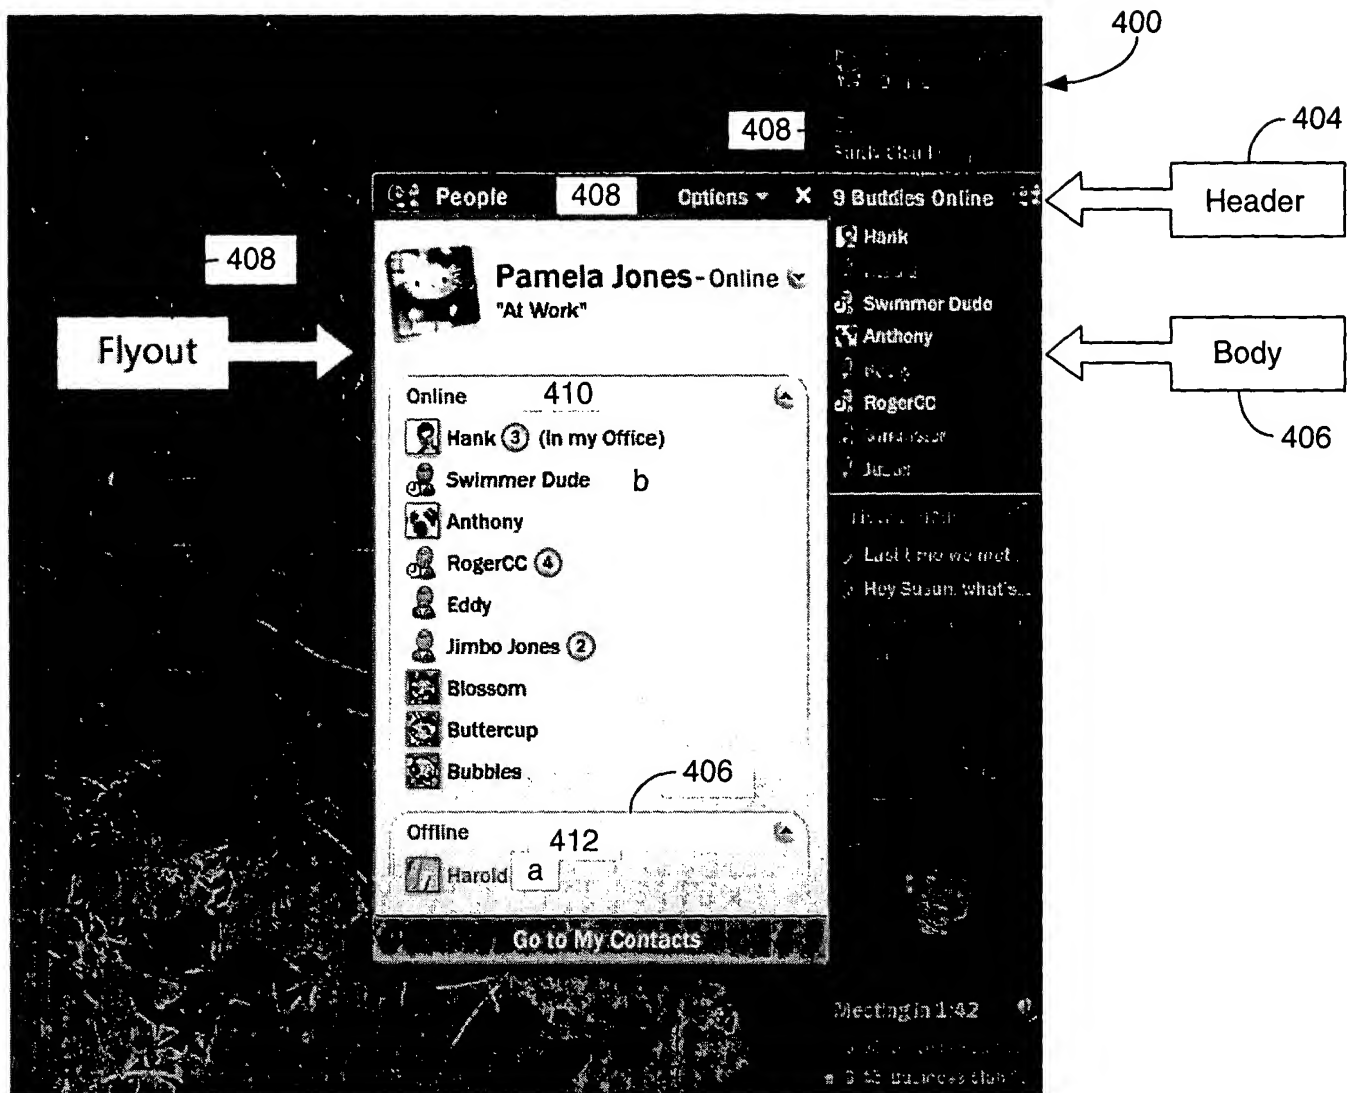 400
408
404
People 408 Options ✕ 9 Buddies Online
Header
Hank
408
Pamela Jones - Online
"At Work"
Swimmer Dude
Anthony
Flyout
Body
Online 410
RogerCC
406
Hank 3 (In my Office)
Swimmer Dude b
Anthony
Last time we met...
RogerCC 4
Hey Susan, what's...
Eddy
Jimbo Jones 2
Blossom
Buttercup
Bubbles
406
Offline
412
Harold a
Go to My Contacts
Meeting in 1:42